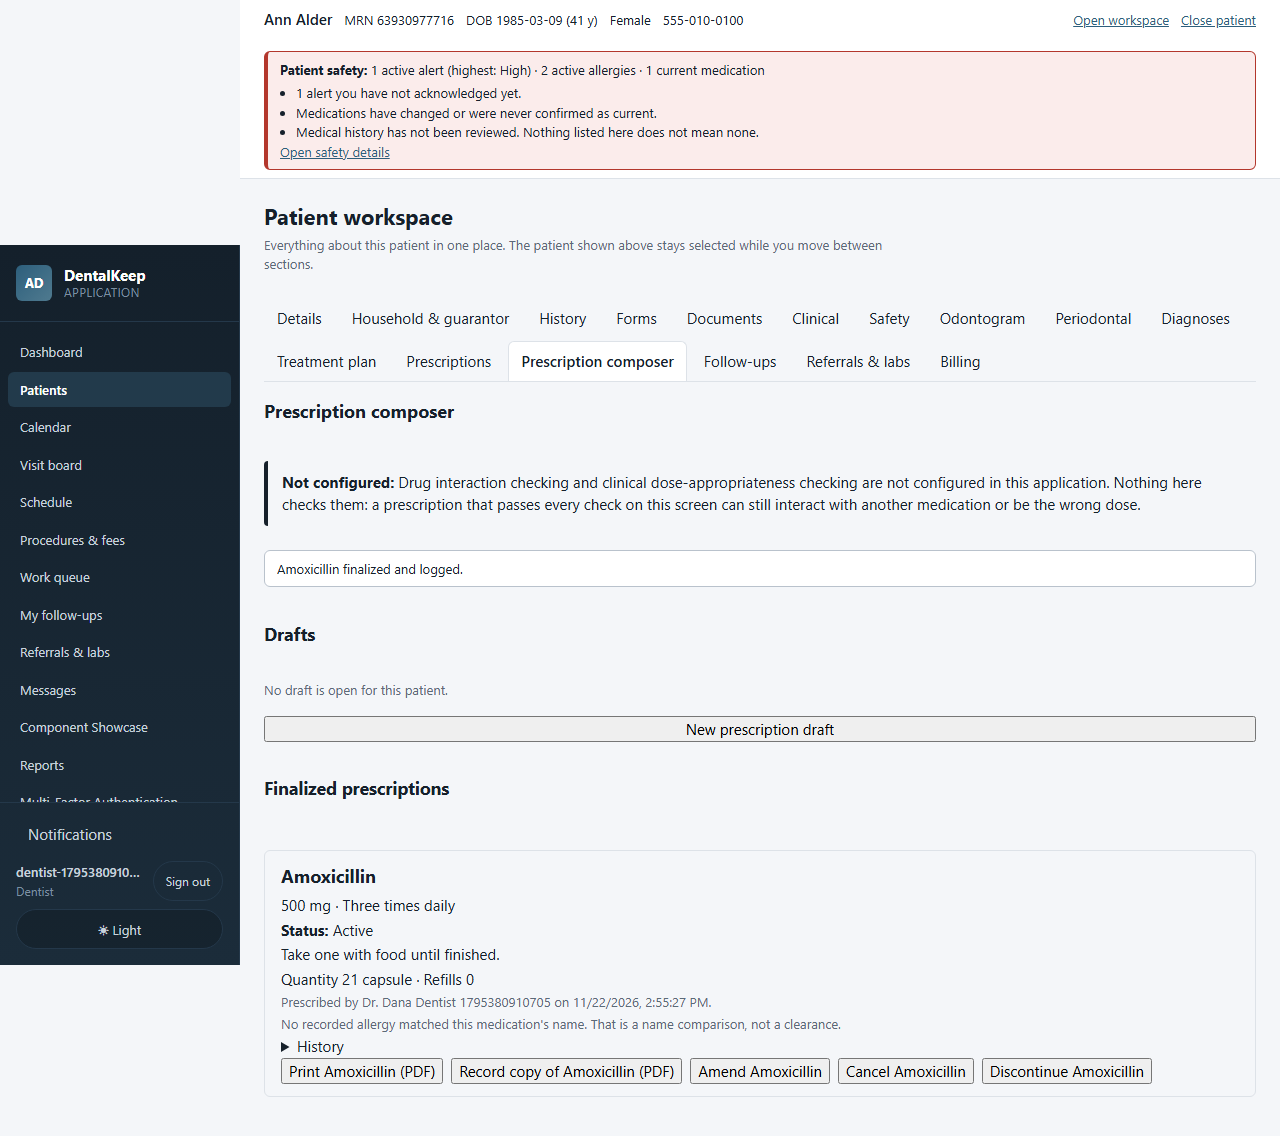 Ann Alder MRN 63930977716 DOB 1985-03-09 (41 y) Female 555-010-0100 Open workspace Close patient
Patient safety: 1 active alert (highest: High) · 2 active allergies · 1 current medication
1 alert you have not acknowledged yet.
Medications have changed or were never confirmed as current.
Medical history has not been reviewed. Nothing listed here does not mean none.
Open safety details
AD
DentalKeep
APPLICATION
Dashboard
Patients
Calendar
Visit board
Schedule
Procedures & fees
Work queue
My follow-ups
Referrals & labs
Messages
Component Showcase
Reports
Multi-Factor Authentication
Notifications
dentist-1795380910...
Dentist
Sign out
☀ Light
Patient workspace
Everything about this patient in one place. The patient shown above stays selected while you move between
sections.
Details Household & guarantor History Forms Documents Clinical Safety Odontogram Periodontal Diagnoses
Treatment plan Prescriptions Prescription composer Follow-ups Referrals & labs Billing
Prescription composer
Not configured: Drug interaction checking and clinical dose-appropriateness checking are not configured in this application. Nothing here
checks them: a prescription that passes every check on this screen can still interact with another medication or be the wrong dose.
Amoxicillin finalized and logged.
Drafts
No draft is open for this patient.
New prescription draft
Finalized prescriptions
Amoxicillin
500 mg · Three times daily
Status: Active
Take one with food until finished.
Quantity 21 capsule · Refills 0
Prescribed by Dr. Dana Dentist 1795380910705 on 11/22/2026, 2:55:27 PM.
No recorded allergy matched this medication's name. That is a name comparison, not a clearance.
▶ History
Print Amoxicillin (PDF) Record copy of Amoxicillin (PDF) Amend Amoxicillin Cancel Amoxicillin Discontinue Amoxicillin